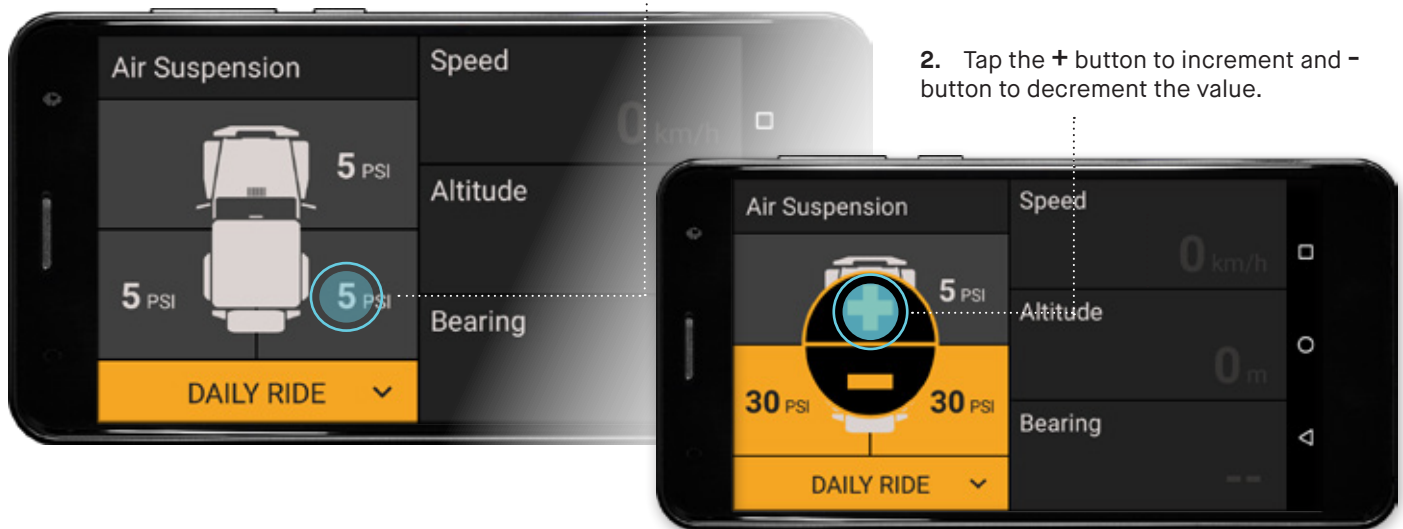 Air Suspension
Speed
0 km/h
5 PSI
Altitude
5 PSI
5 PSI
Bearing
DAILY RIDE
2. Tap the + button to increment and -
button to decrement the value.
Air Suspension
Speed
0 km/h
5 PSI
Altitude
0 m
30 PSI
30 PSI
Bearing
--
DAILY RIDE